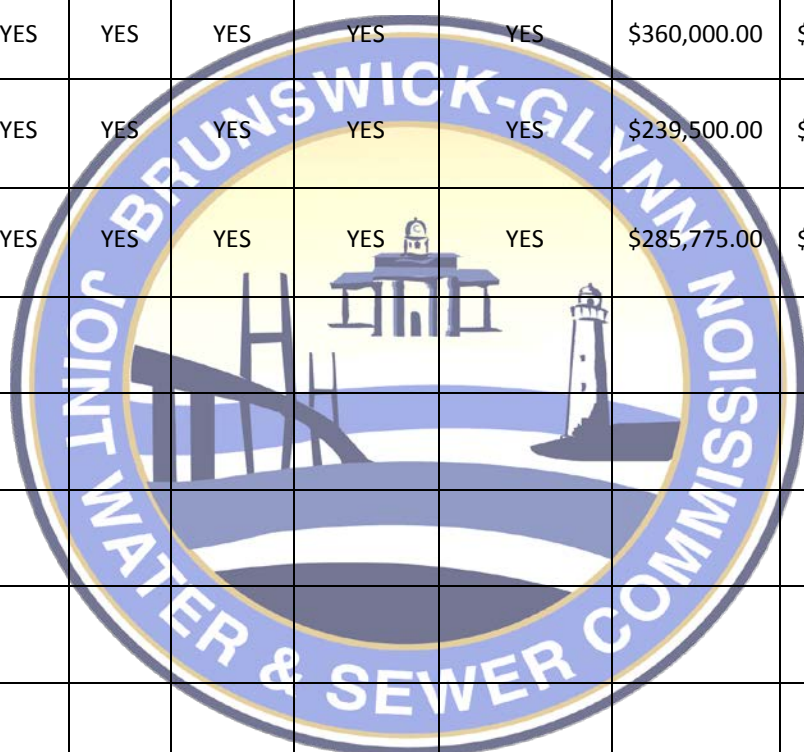 YES YES YES YES YES $360,000.00 $
YES YES YES YES YES $239,500.00 $
YES YES YES YES YES $285,775.00 $
BRUNSWICK-GLYNN
JOINT WATER & SEWER COMMISSION